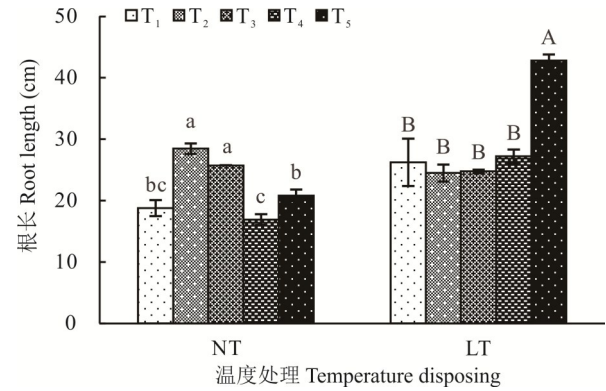 T₁ T₂ T₃ T₄ T₅
根长 Root length (cm)
50
40
30
20
10
0
bc a a c b
B B B B A
NT LT
温度处理 Temperature disposing